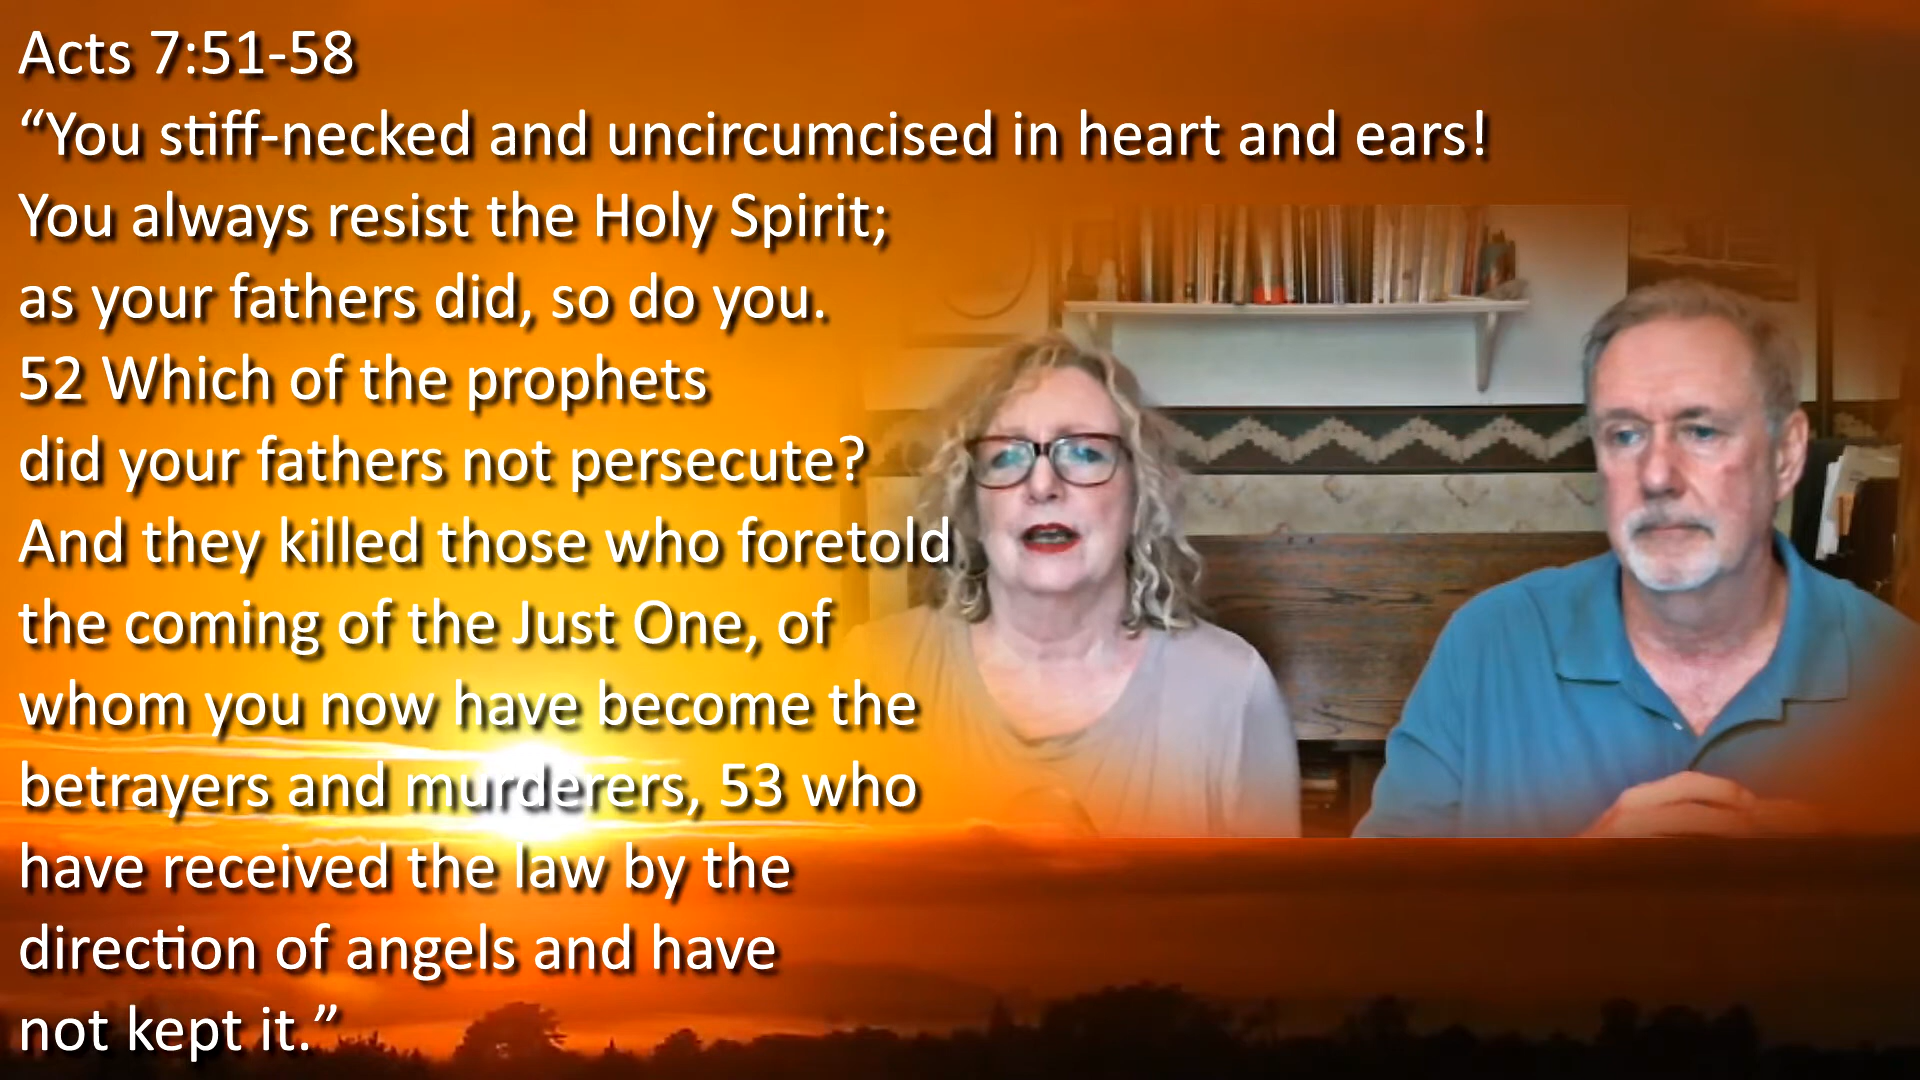 Acts 7:51-58
“You stiff-necked and uncircumcised in heart and ears!
You always resist the Holy Spirit;
as your fathers did, so do you.
52 Which of the prophets
did your fathers not persecute?
And they killed those who foretold
the coming of the Just One, of
whom you now have become the
betrayers and murderers, 53 who
have received the law by the
direction of angels and have
not kept it.”